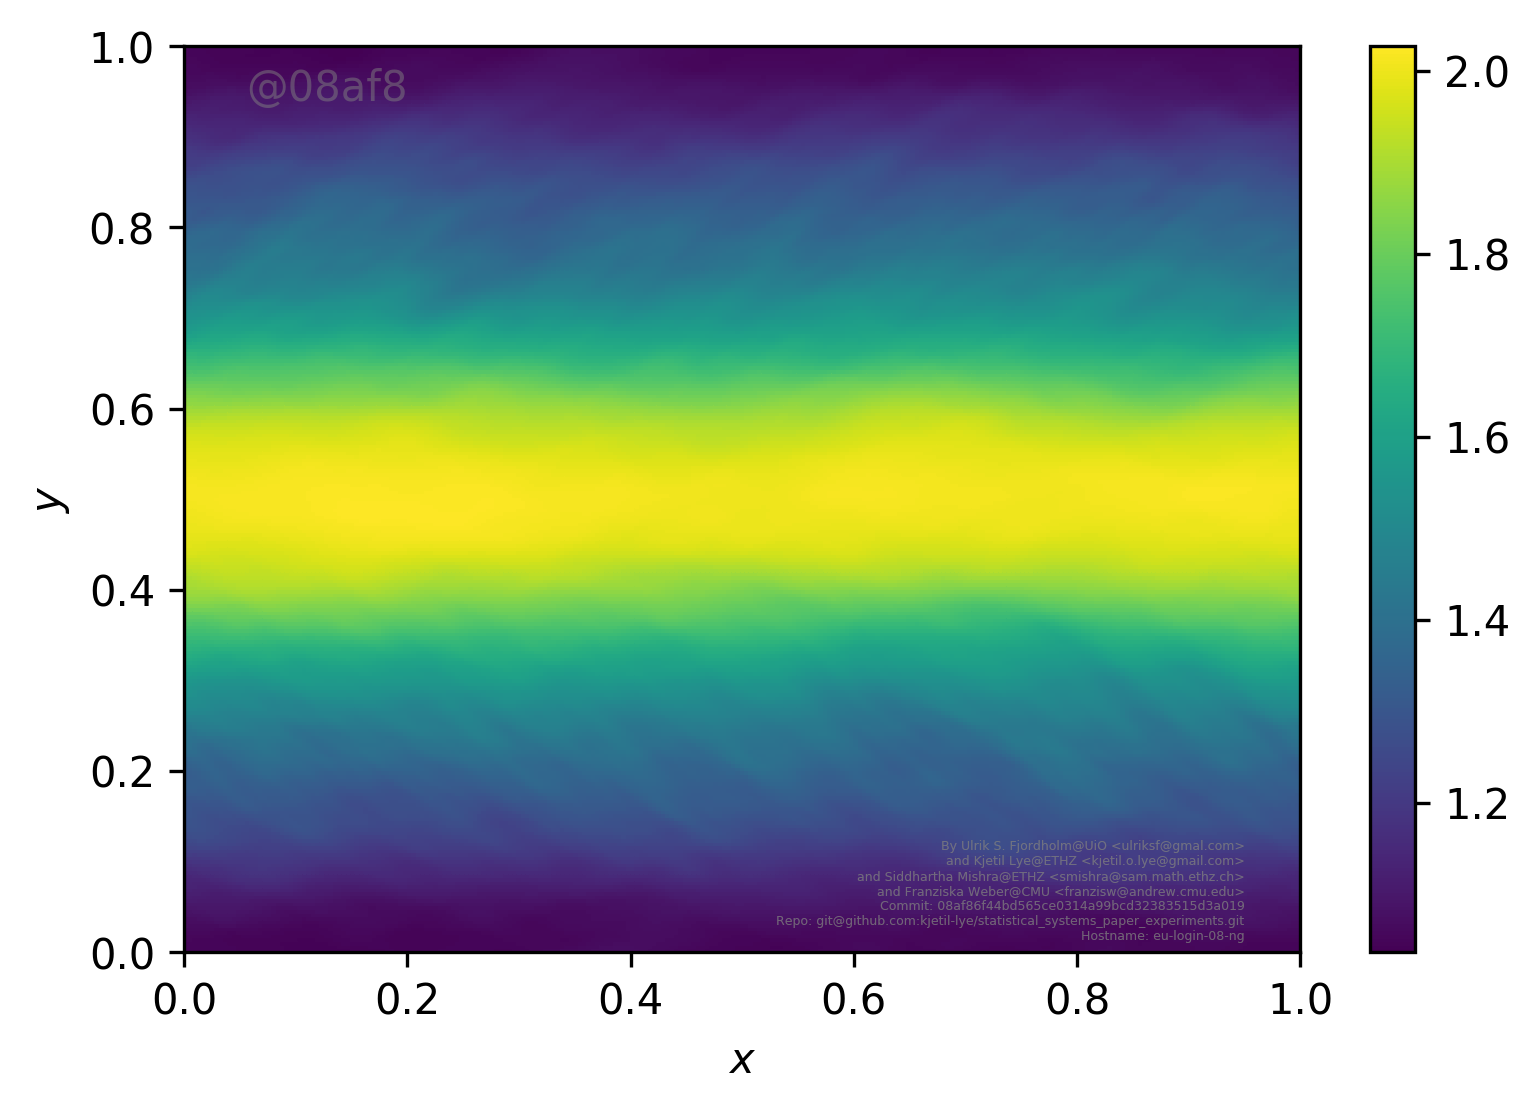 1.0
0.8
0.6
0.4
0.2
0.0
y
@08af8
By Ulrik S. Fjordholm@UiO <ulriksf@gmal.com>
and Kjetil Lye@ETHZ <kjetil.o.lye@gmail.com>
and Siddhartha Mishra@ETHZ <smishra@sam.math.ethz.ch>
and Franziska Weber@CMU <franzisw@andrew.cmu.edu>
Commit: 08af86f44bd565ce0314a99bcd32383515d3a019
Repo: git@github.com:kjetil-lye/statistical_systems_paper_experiments.git
Hostname: eu-login-08-ng
0.0 0.2 0.4 0.6 0.8 1.0
x
2.0
1.8
1.6
1.4
1.2